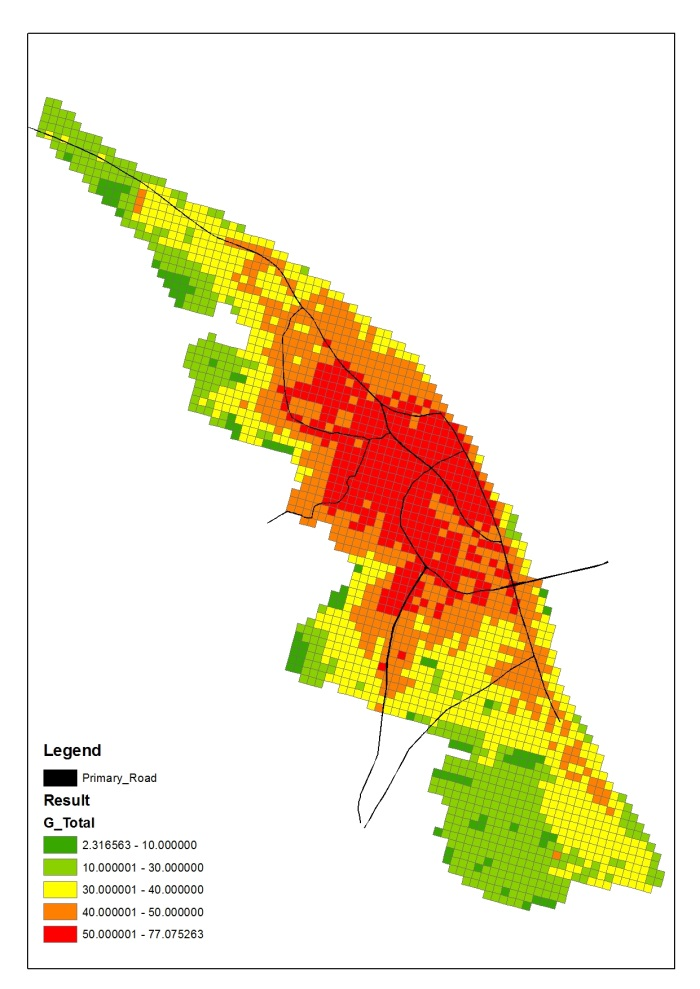 Legend
Primary_Road
Result
G_Total
2.316563 - 10.000000
10.000001 - 30.000000
30.000001 - 40.000000
40.000001 - 50.000000
50.000001 - 77.075263